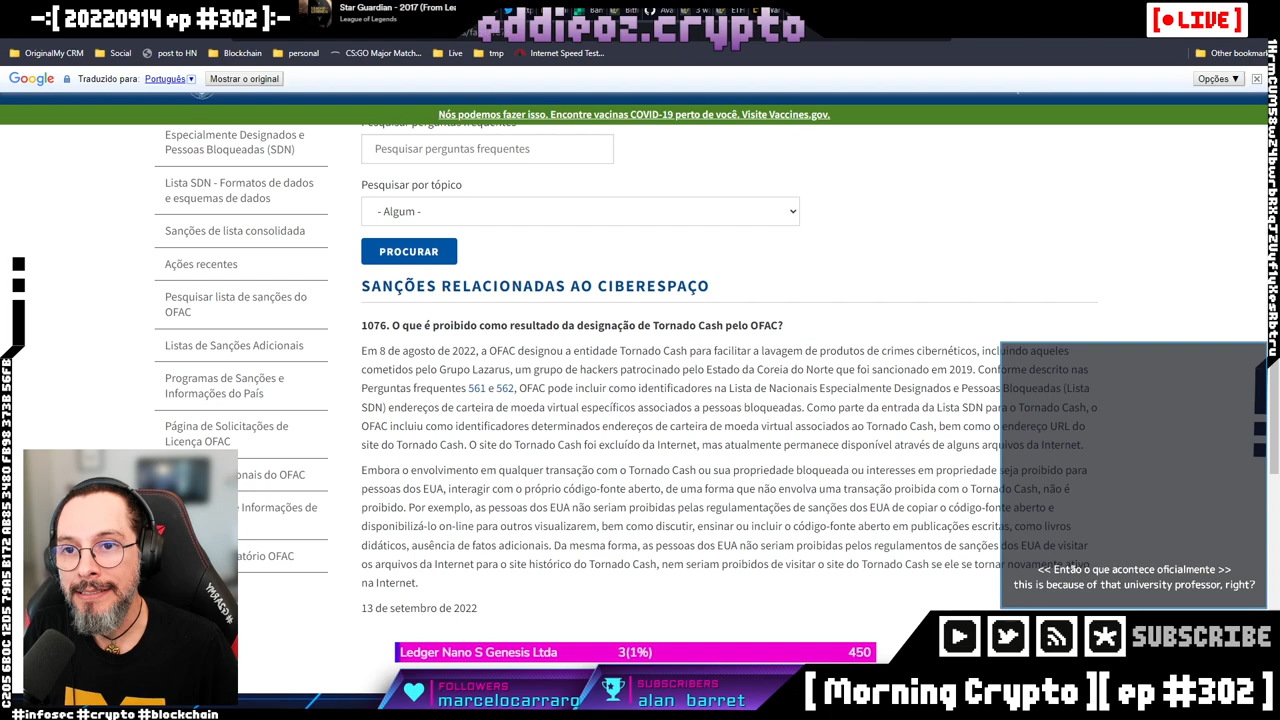 -:[ 20220914 ep #302 ]:-
Star Guardian - 2017 (From Lea
League of Legends
eddieoz.crypto
[ • LIVE ]
OriginalMy CRM
Social
post to HN
Blockchain
personal
CS:GO Major Match...
Live
tmp
Internet Speed Test...
Other bookmar
Google
Traduzido para: Português
Mostrar o original
Opções ▼
Nós podemos fazer isso. Encontre vacinas COVID-19 perto de você. Visite Vaccines.gov.
Especialmente Designados e
Pessoas Bloqueadas (SDN)
Lista SDN - Formatos de dados
e esquemas de dados
Sanções de lista consolidada
Ações recentes
Pesquisar lista de sanções do
OFAC
Listas de Sanções Adicionais
Programas de Sanções e
Informações do País
Página de Solicitações de
Licença OFAC
onais do OFAC
e Informações de
atório OFAC
Pesquisar perguntas frequentes
Pesquisar perguntas frequentes
Pesquisar por tópico
- Algum -
PROCURAR
SANÇÕES RELACIONADAS AO CIBERESPAÇO
1076. O que é proibido como resultado da designação de Tornado Cash pelo OFAC?
Em 8 de agosto de 2022, a OFAC designou a entidade Tornado Cash para facilitar a lavagem de produtos de crimes cibernéticos, incluindo aqueles
cometidos pelo Grupo Lazarus, um grupo de hackers patrocinado pelo Estado da Coreia do Norte que foi sancionado em 2019. Conforme descrito nas
Perguntas frequentes 561 e 562, OFAC pode incluir como identificadores na Lista de Nacionais Especialmente Designados e Pessoas Bloqueadas (Lista
SDN) endereços de carteira de moeda virtual específicos associados a pessoas bloqueadas. Como parte da entrada da Lista SDN para o Tornado Cash, o
OFAC incluiu como identificadores determinados endereços de carteira de moeda virtual associados ao Tornado Cash, bem como o endereço URL do
site do Tornado Cash. O site do Tornado Cash foi excluído da Internet, mas atualmente permanece disponível através de alguns arquivos da Internet.
Embora o envolvimento em qualquer transação com o Tornado Cash ou sua propriedade bloqueada ou interesses em propriedade seja proibido para
pessoas dos EUA, interagir com o próprio código-fonte aberto, de uma forma que não envolva uma transação proibida com o Tornado Cash, não é
proibido. Por exemplo, as pessoas dos EUA não seriam proibidas pelas regulamentações de sanções dos EUA de copiar o código-fonte aberto e
disponibilizá-lo on-line para outros visualizarem, bem como discutir, ensinar ou incluir o código-fonte aberto em publicações escritas, como livros
didáticos, ausência de fatos adicionais. Da mesma forma, as pessoas dos EUA não seriam proibidas pelos regulamentos de sanções dos EUA de visitar
os arquivos da Internet para o site histórico do Tornado Cash, nem seriam proibidos de visitar o site do Tornado Cash se ele se tornar novamente ativo
na Internet.
13 de setembro de 2022
<< Então o que acontece oficialmente >>
this is because of that university professor, right?
Ledger Nano S Genesis Ltda 3(1%) 450
FOLLOWERS
marcelocarraro
SUBSCRIBERS
alan barret
SUBSCRIBE
[ Morning Crypto ][ ep #302 ]
#infosec #crypto #blockchain